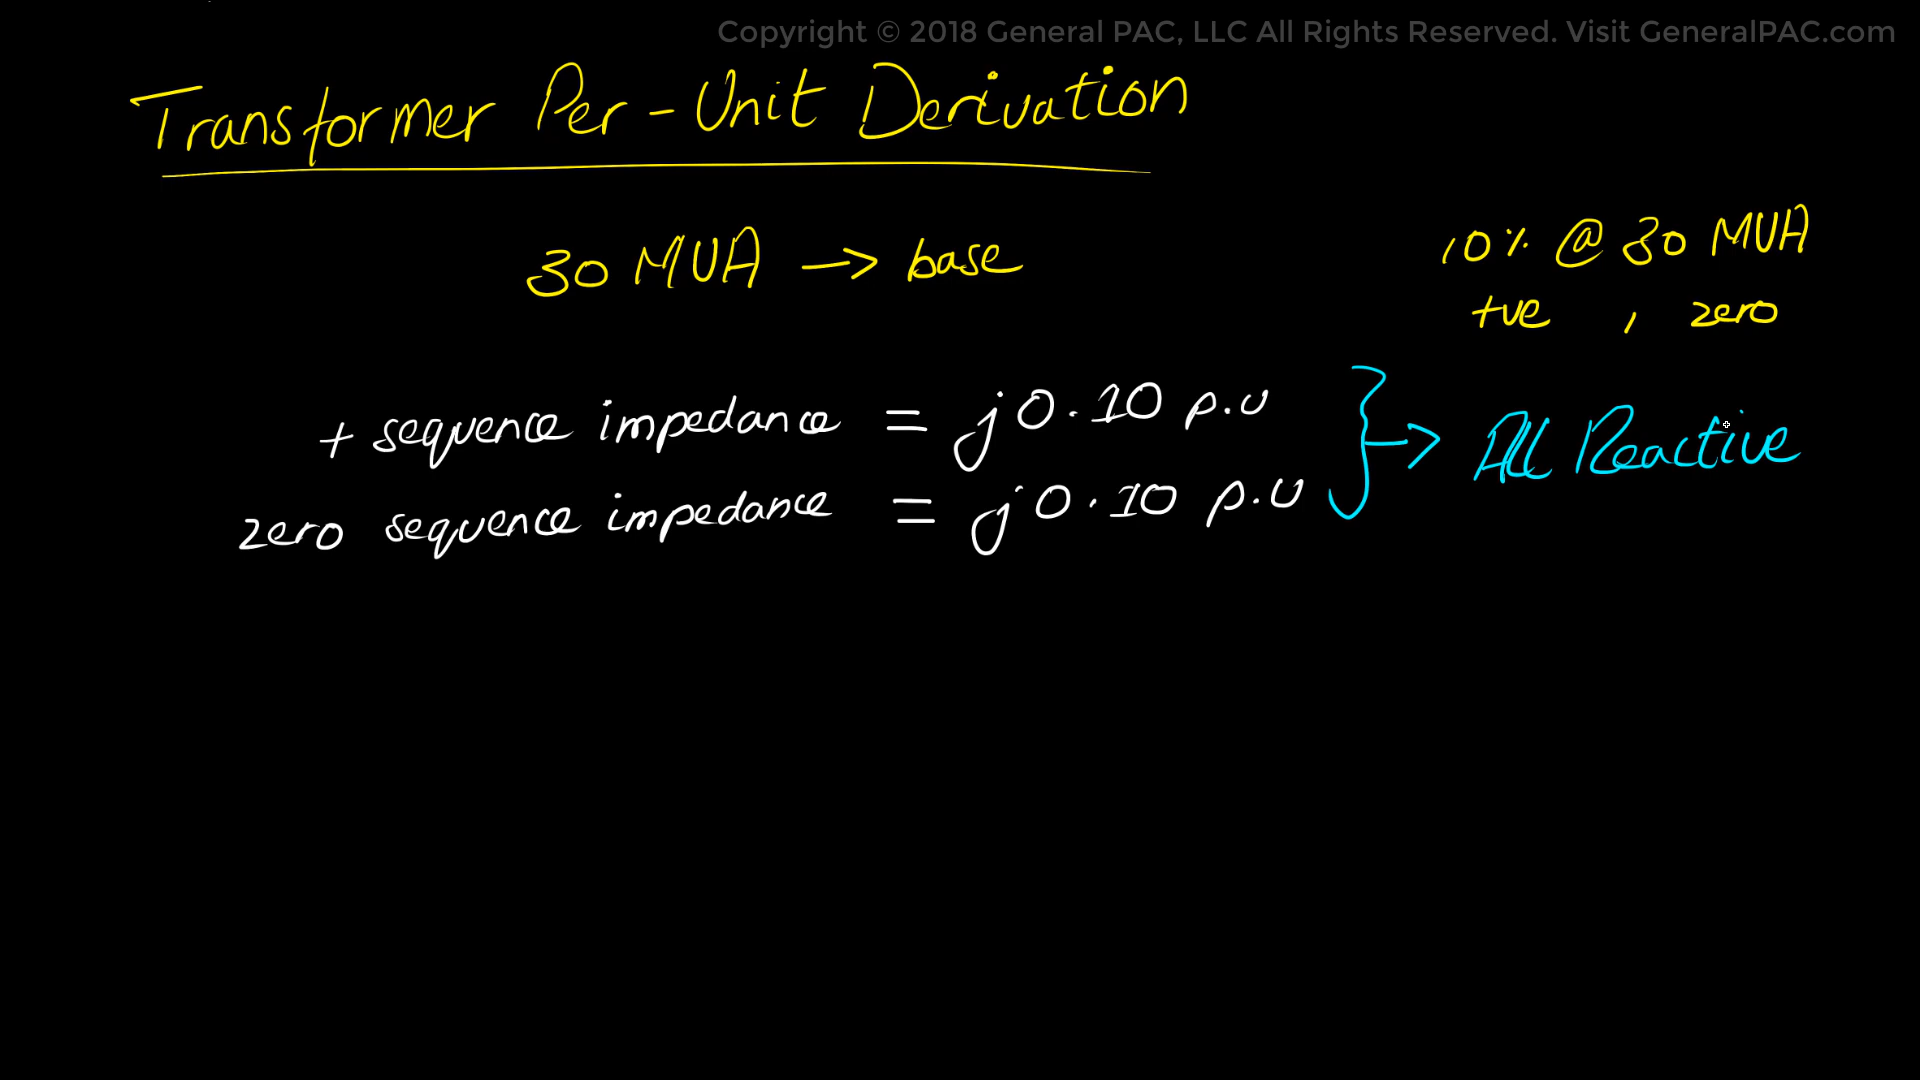 Copyright © 2018 General PAC, LLC All Rights Reserved. Visit GeneralPAC.com
Transformer Per-Unit Derivation
30 MVA → base
10% @ 30 MVA
+ve , zero
+ sequence impedance = j0.10 p.u
zero sequence impedance = j0.10 p.u
} → All Reactive